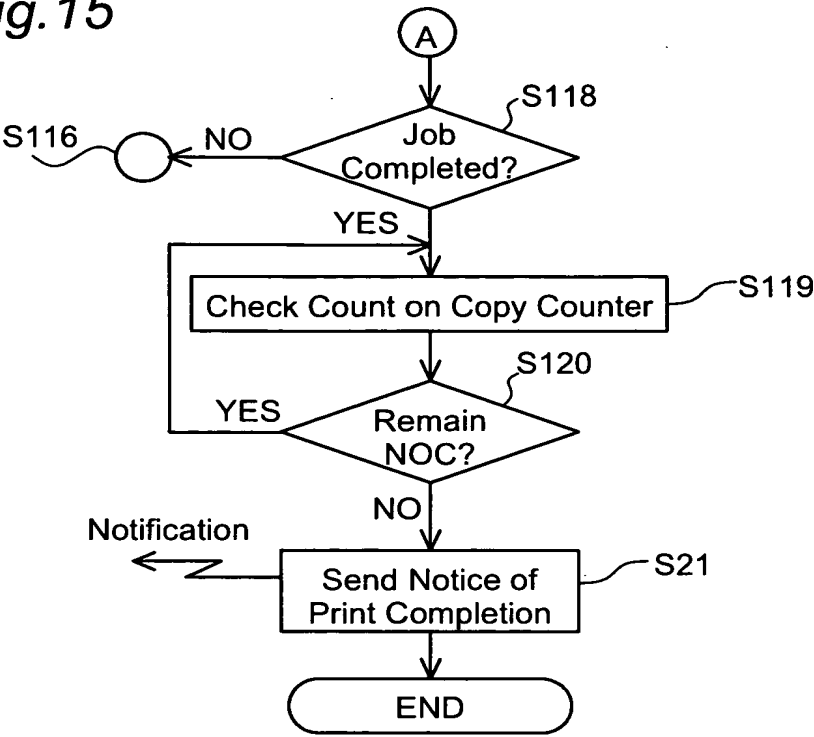 ig.15
A
S118
Job
Completed?
S116
NO
YES
Check Count on Copy Counter
S119
S120
Remain
NOC?
YES
NO
Notification
Send Notice of
Print Completion
S21
END